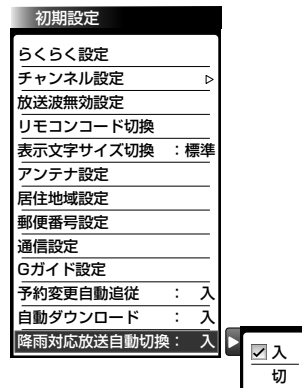 初期設定
らくらく設定
チャンネル設定 ▷
放送波無効設定
リモコンコード切換
表示文字サイズ切換 : 標準
アンテナ設定
居住地域設定
郵便番号設定
通信設定
Gガイド設定
予約変更自動追従 : 入
自動ダウンロード : 入
降雨対応放送自動切換 : 入
入
切